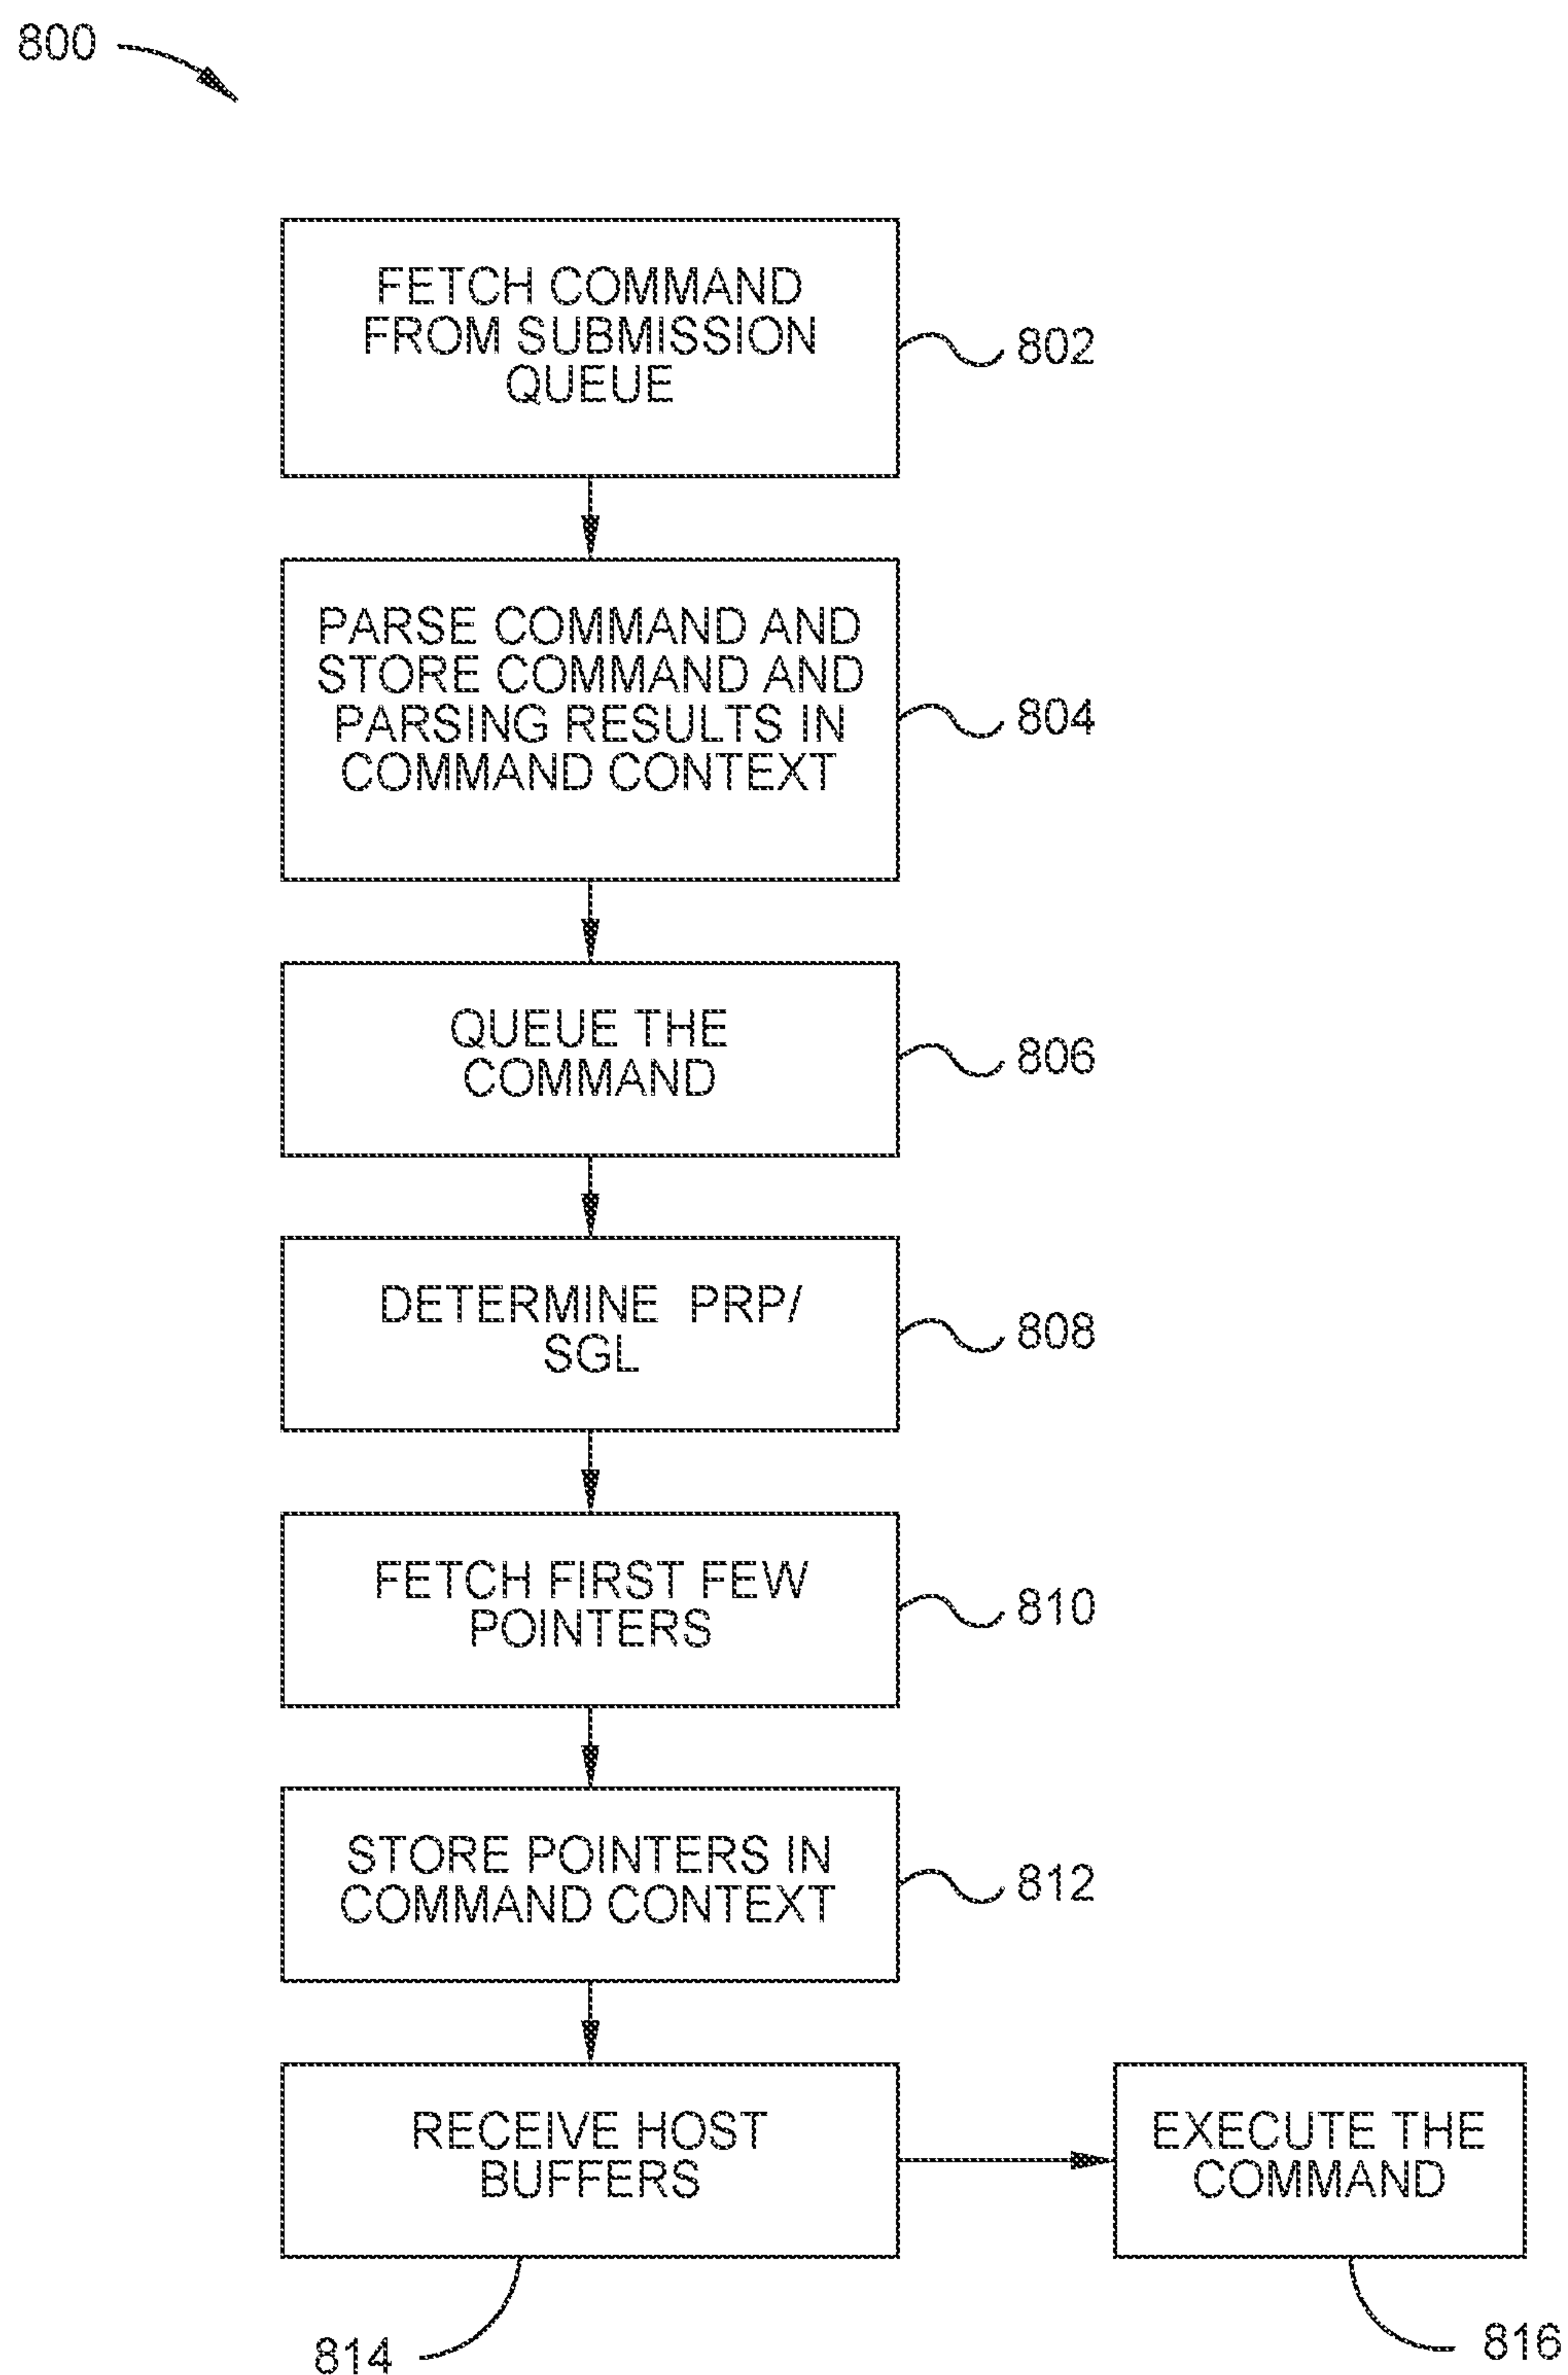 800
FETCH COMMAND
FROM SUBMISSION
QUEUE
802
PARSE COMMAND AND
STORE COMMAND AND
PARSING RESULTS IN
COMMAND CONTEXT
804
QUEUE THE
COMMAND
806
DETERMINE PRP/
SGL
808
FETCH FIRST FEW
POINTERS
810
STORE POINTERS IN
COMMAND CONTEXT
812
RECEIVE HOST
BUFFERS
814
EXECUTE THE
COMMAND
816